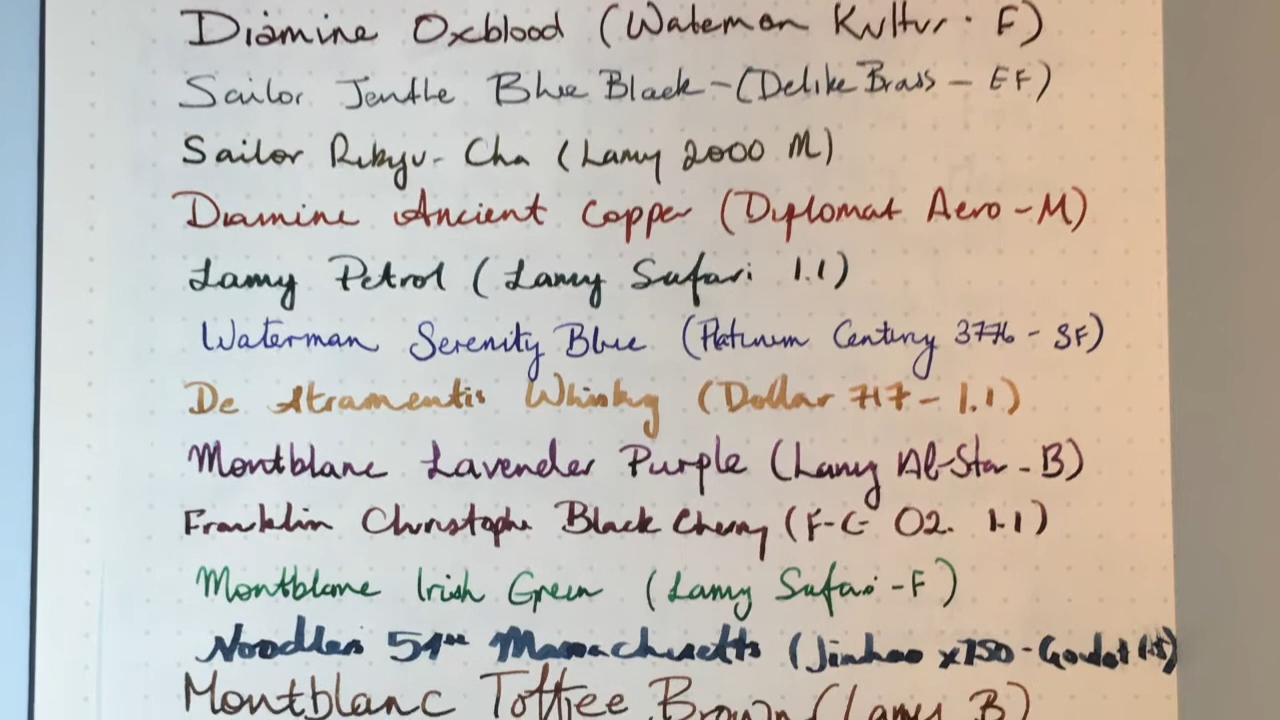 Diamine Oxblood (Waterman Kultur · F)
Sailor Jentle Blue Black - (Delike Brass - EF)
Sailor Rikyu-Cha (Lamy 2000 M)
Diamine Ancient Copper (Diplomat Aero - M)
Lamy Petrol (Lamy Safari 1.1)
Waterman Serenity Blue (Platinum Century 3776 - SF)
De Atramentis Whisky (Dollar 717 - 1.1)
Montblanc Lavender Purple (Lamy Al-Star - B)
Franklin Christophe Black Cherry (F-C 02. 1.1)
Montblanc Irish Green (Lamy Safari - F)
Noodlers 54th Massachusetts (Jinhao x750 - Goulet 1.5)
Montblanc Toffee Brown (Lamy B)